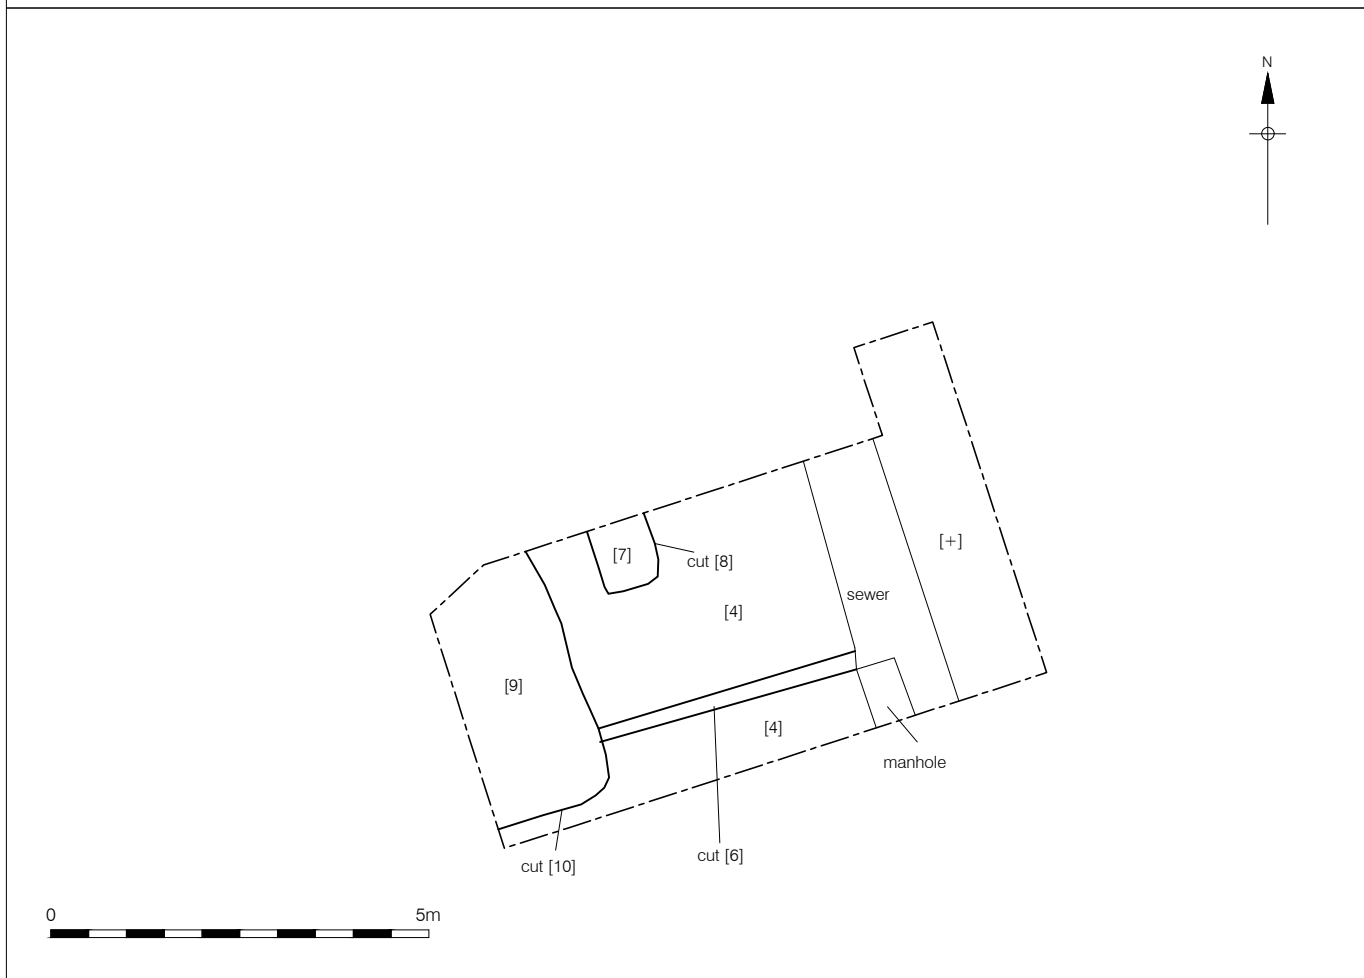 N
[+]
[7]
cut [8]
sewer
[4]
[9]
[4]
manhole
cut [6]
cut [10]
0 5m